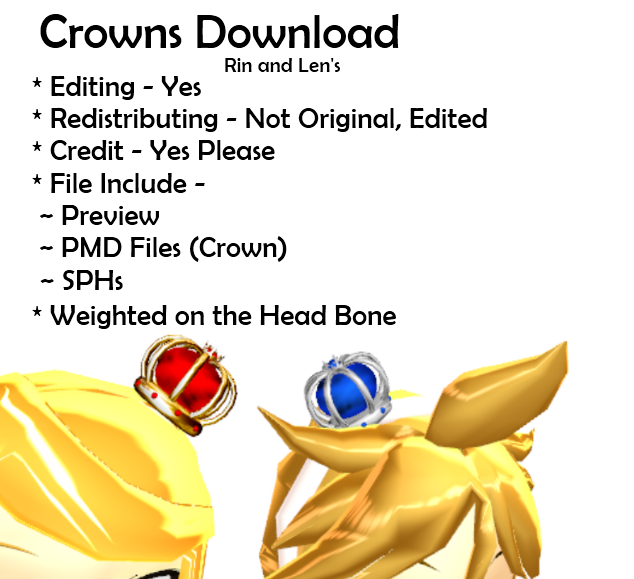 Crowns Download
Rin and Len's
* Editing - Yes
* Redistributing - Not Original, Edited
* Credit - Yes Please
* File Include -
~ Preview
~ PMD Files (Crown)
~ SPHs
* Weighted on the Head Bone